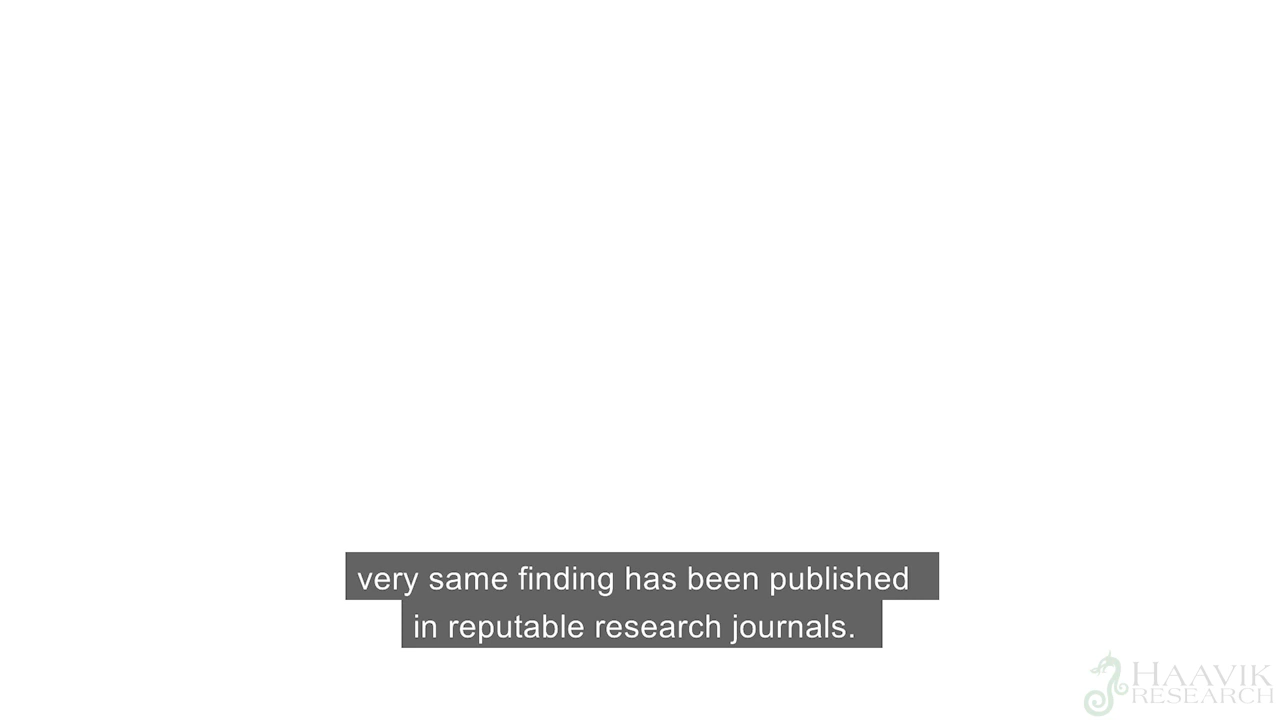 very same finding has been published
in reputable research journals.
HAAVIK
RESEARCH